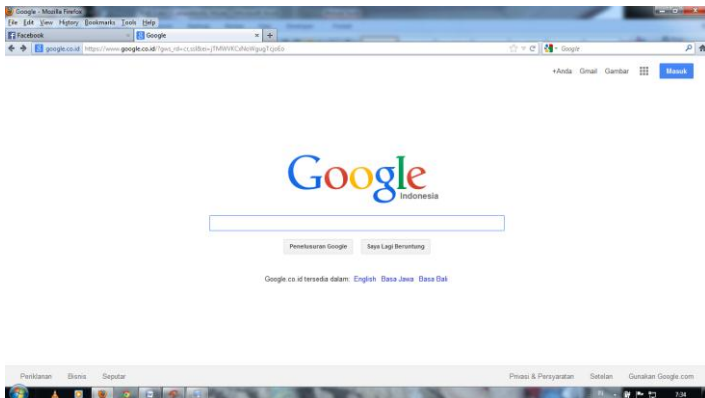 Google - Mozilla Firefox
File Edit View History Bookmarks Tools Help
Facebook
Google
google.co.id
+Anda Gmail Gambar Masuk
Google
Indonesia
Penelusuran Google Saya Lagi Beruntung
Google.co.id tersedia dalam: English Basa Jawa Basa Bali
Periklanan Bisnis Seputar
Privasi & Persyaratan Setelan Gunakan Google.com
7:34